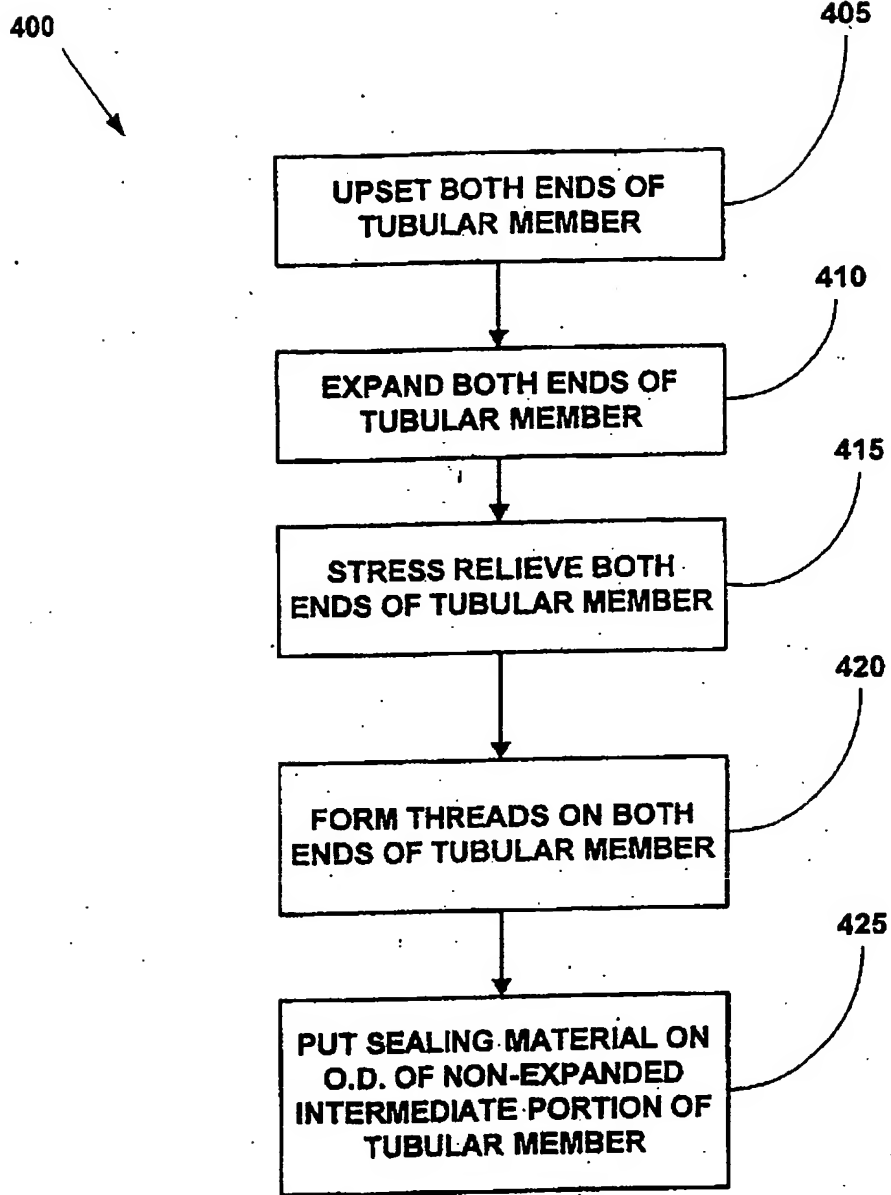 400
405
UPSET BOTH ENDS OF
TUBULAR MEMBER
410
EXPAND BOTH ENDS OF
TUBULAR MEMBER
415
STRESS RELIEVE BOTH
ENDS OF TUBULAR MEMBER
420
FORM THREADS ON BOTH
ENDS OF TUBULAR MEMBER
425
PUT SEALING MATERIAL ON
O.D. OF NON-EXPANDED
INTERMEDIATE PORTION OF
TUBULAR MEMBER